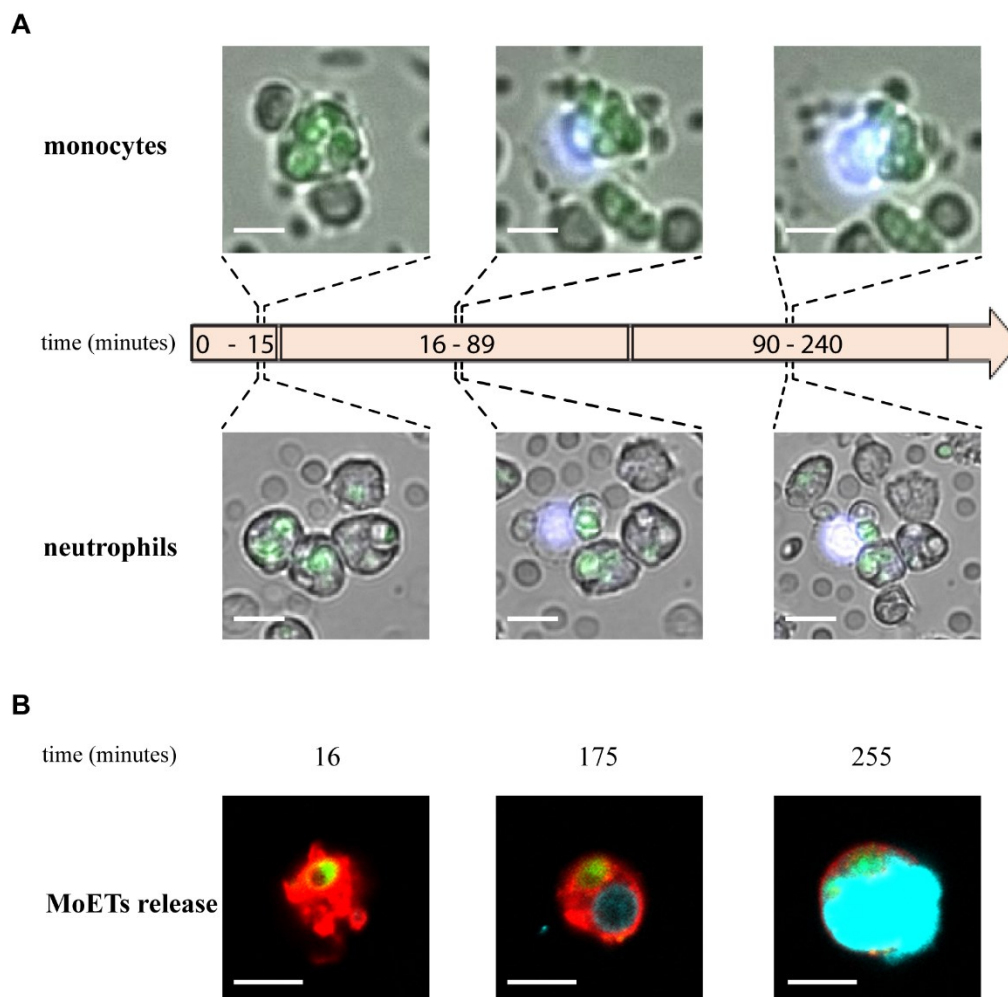 A
monocytes
time (minutes)
0 - 15
16 - 89
90 - 240
neutrophils
B
time (minutes)
16
175
255
MoETs release